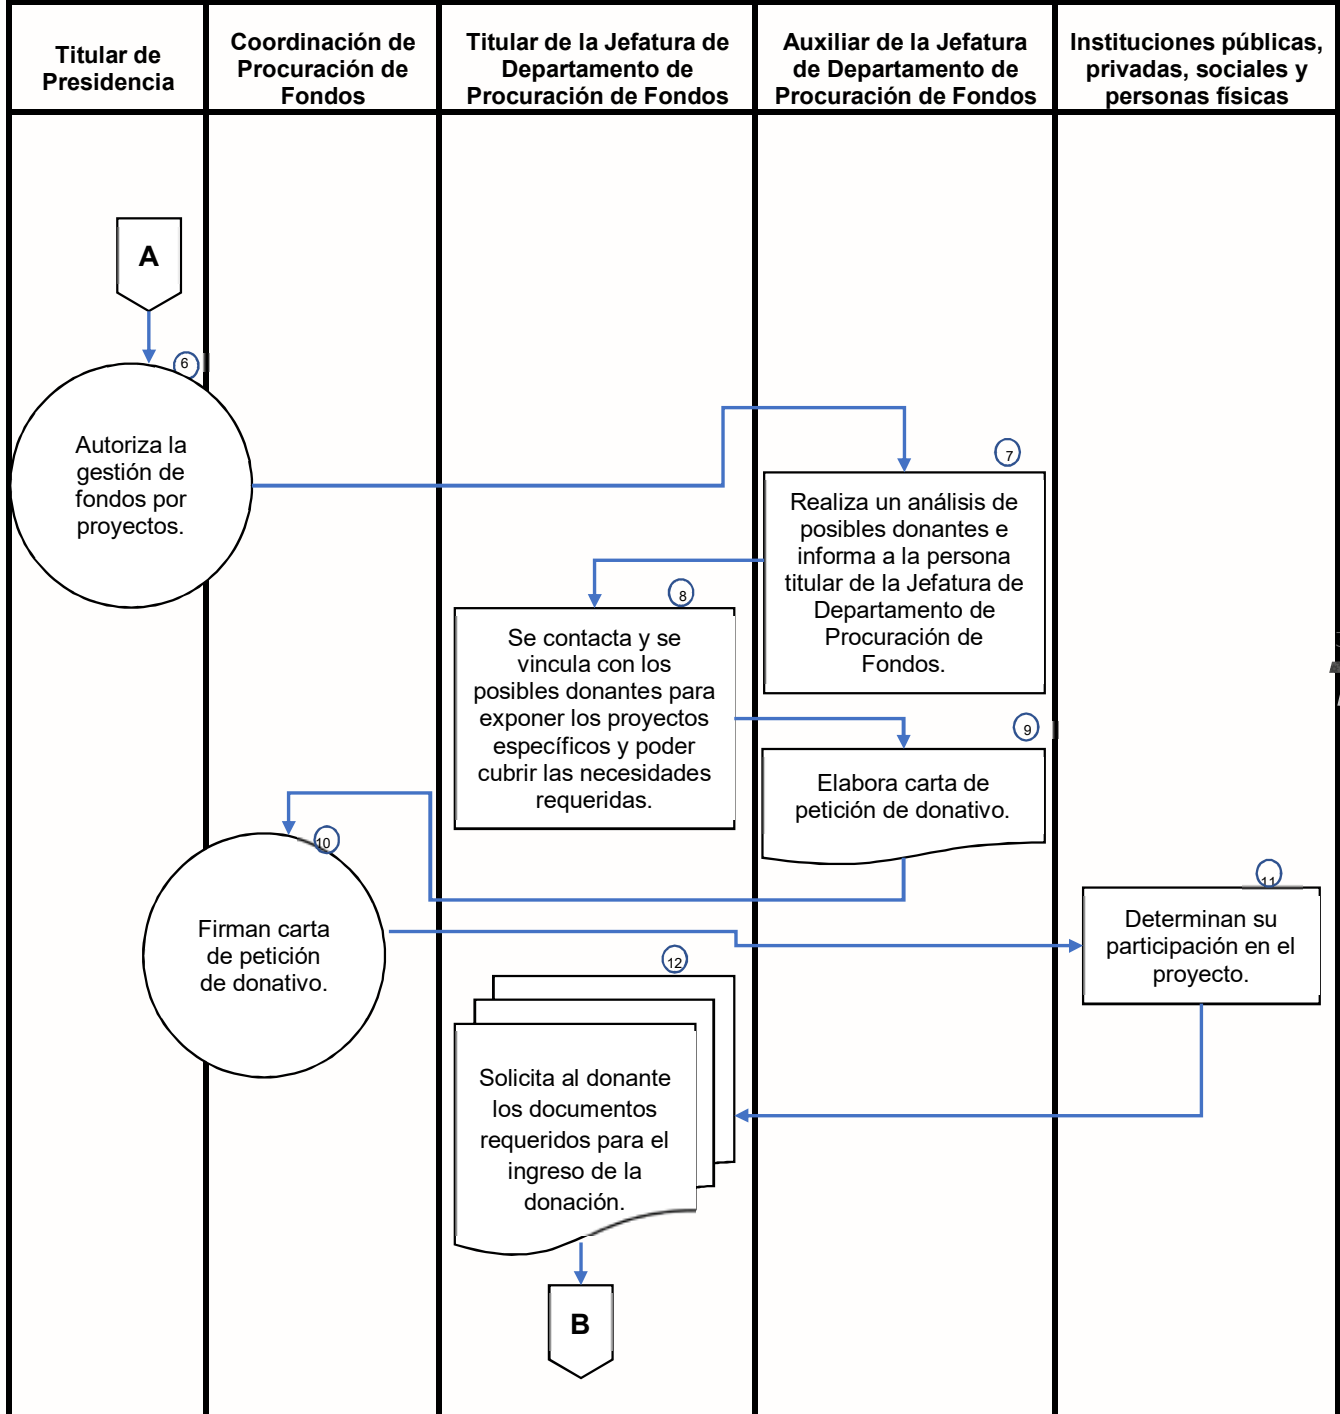 Titular de
Presidencia
Coordinación de
Procuración de
Fondos
Titular de la Jefatura de
Departamento de
Procuración de Fondos
Auxiliar de la Jefatura
de Departamento de
Procuración de Fondos
Instituciones públicas,
privadas, sociales y
personas físicas
A
6
Autoriza la
gestión de
fondos por
proyectos.
7
Realiza un análisis de
posibles donantes e
informa a la persona
titular de la Jefatura de
Departamento de
Procuración de
Fondos.
8
Se contacta y se
vincula con los
posibles donantes para
exponer los proyectos
específicos y poder
cubrir las necesidades
requeridas.
9
Elabora carta de
petición de donativo.
10
Firman carta
de petición
de donativo.
11
Determinan su
participación en el
proyecto.
12
Solicita al donante
los documentos
requeridos para el
ingreso de la
donación.
B